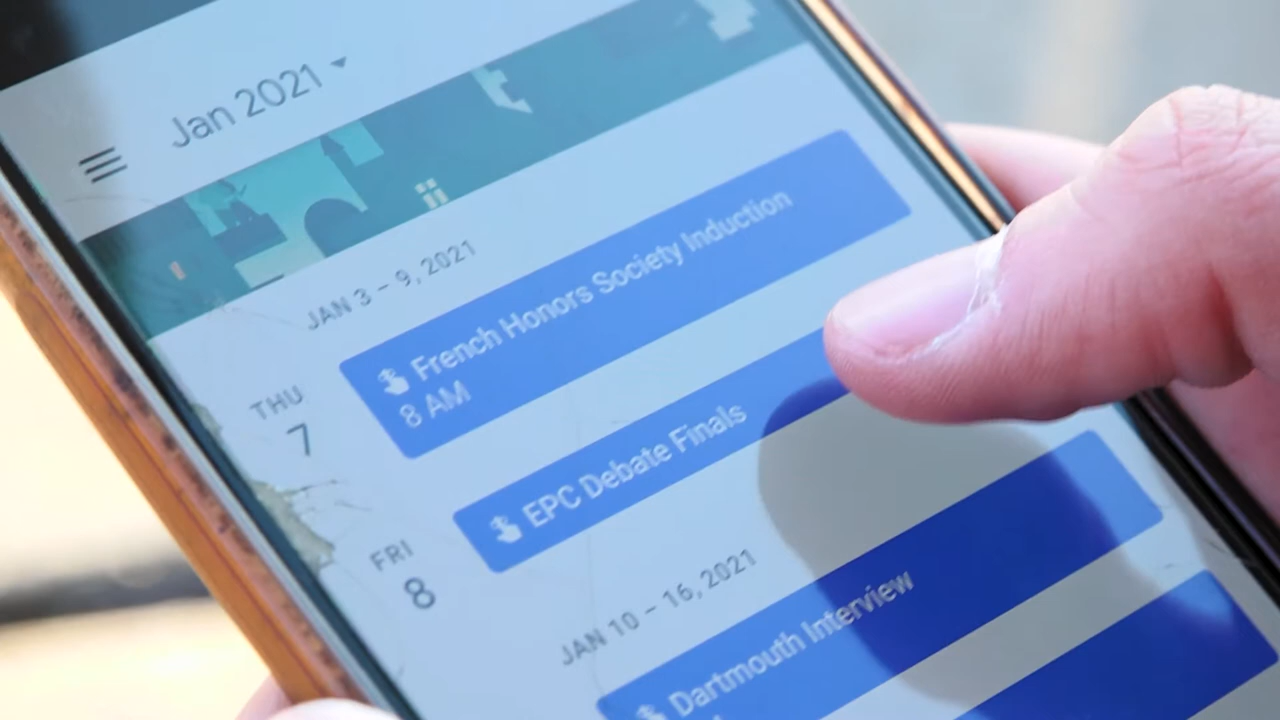 Jan 2021
JAN 3 – 9, 2021
THU
7
French Honors Society Induction
8 AM
FRI
8
EPC Debate Finals
JAN 10 – 16, 2021
Dartmouth Interview